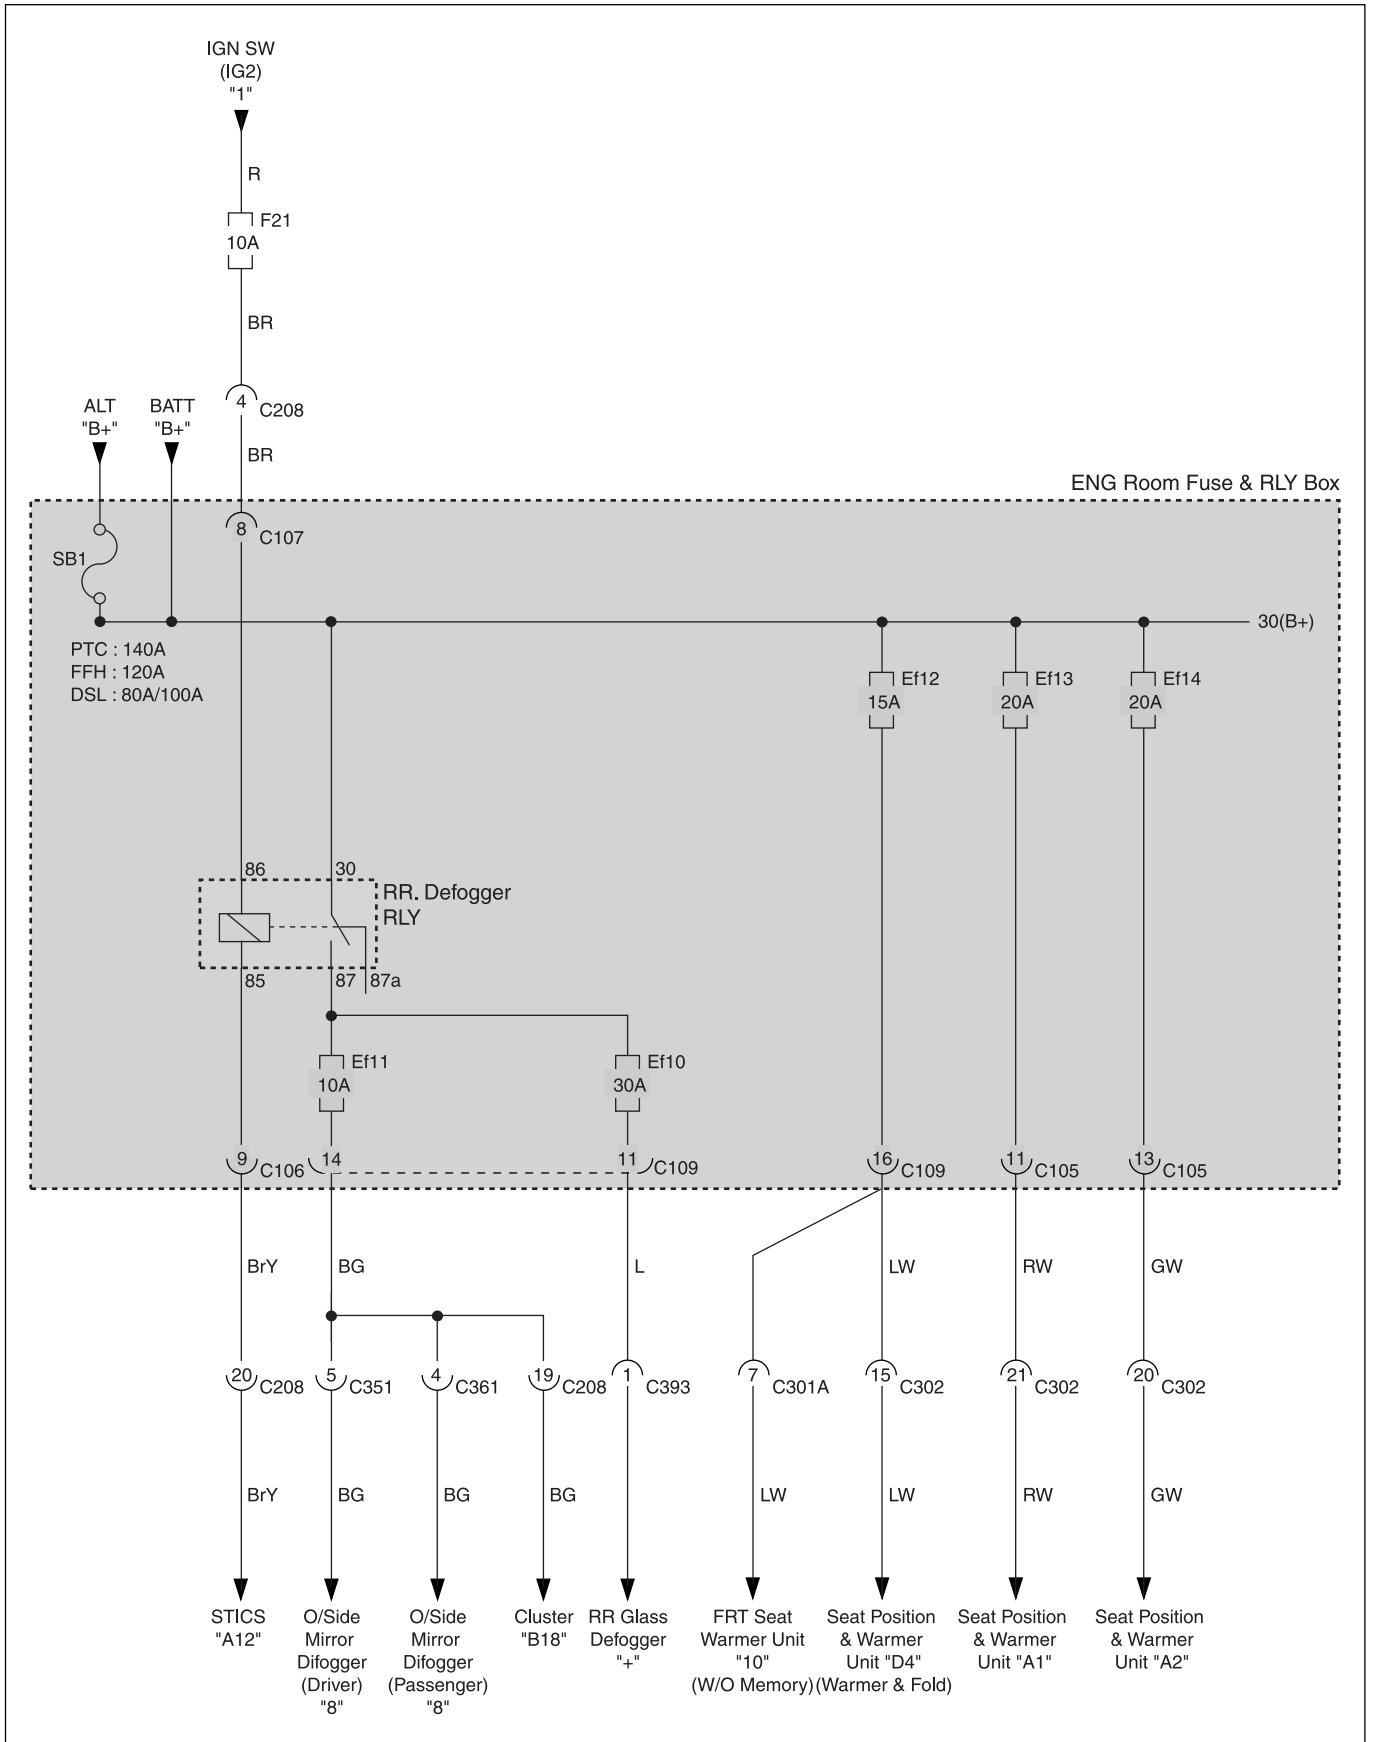 IGN SW
(IG2)
"1"
R
F21
10A
BR
4
C208
ALT
"B+"
BATT
"B+"
BR
ENG Room Fuse & RLY Box
8
C107
SB1
30(B+)
PTC : 140A
FFH : 120A
DSL : 80A/100A
Ef12
15A
Ef13
20A
Ef14
20A
86
30
RR. Defogger
RLY
85
87
87a
Ef11
10A
Ef10
30A
9
C106
14
11
C109
16
C109
11
C105
13
C105
BrY
BG
L
LW
RW
GW
20
C208
5
C351
4
C361
19
C208
1
C393
7
C301A
15
C302
21
C302
20
C302
BrY
BG
BG
BG
LW
LW
RW
GW
STICS
"A12"
O/Side
Mirror
Difogger
(Driver)
"8"
O/Side
Mirror
Difogger
(Passenger)
"8"
Cluster
"B18"
RR Glass
Defogger
"+"
FRT Seat
Warmer Unit
"10"
(W/O Memory)
Seat Position
& Warmer
Unit "D4"
(Warmer & Fold)
Seat Position
& Warmer
Unit "A1"
Seat Position
& Warmer
Unit "A2"